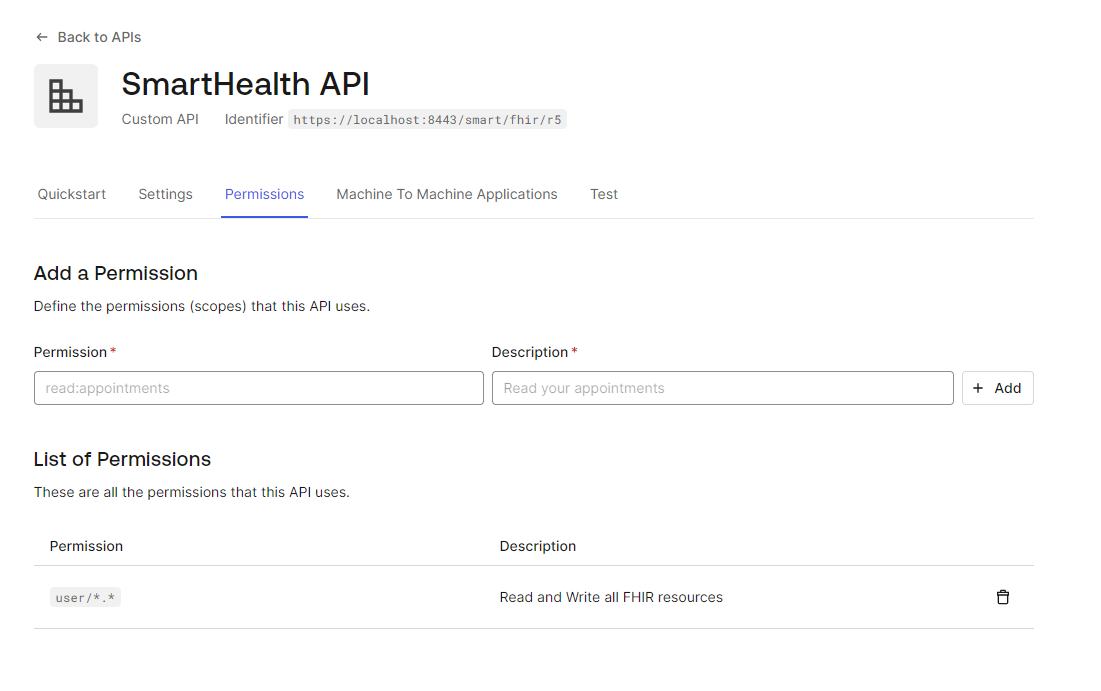 ← Back to APIs
SmartHealth API
Custom API Identifier https://localhost:8443/smart/fhir/r5
Quickstart Settings Permissions Machine To Machine Applications Test
Add a Permission
Define the permissions (scopes) that this API uses.
Permission * Description *
read:appointments Read your appointments + Add
List of Permissions
These are all the permissions that this API uses.
Permission Description
user/*.* Read and Write all FHIR resources